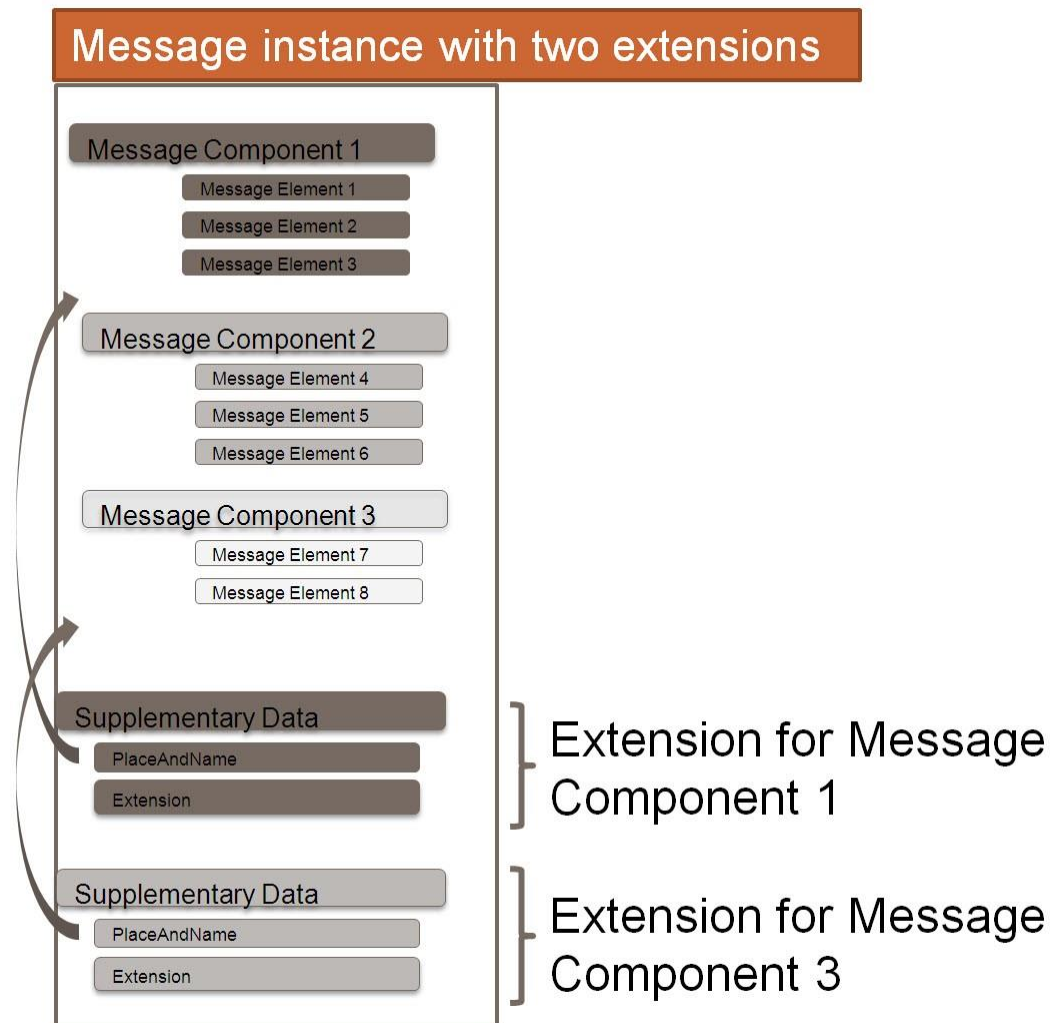 Message instance with two extensions
Message Component 1
Message Element 1
Message Element 2
Message Element 3
Message Component 2
Message Element 4
Message Element 5
Message Element 6
Message Component 3
Message Element 7
Message Element 8
Supplementary Data
PlaceAndName
Extension
Extension for Message
Component 1
Supplementary Data
PlaceAndName
Extension
Extension for Message
Component 3